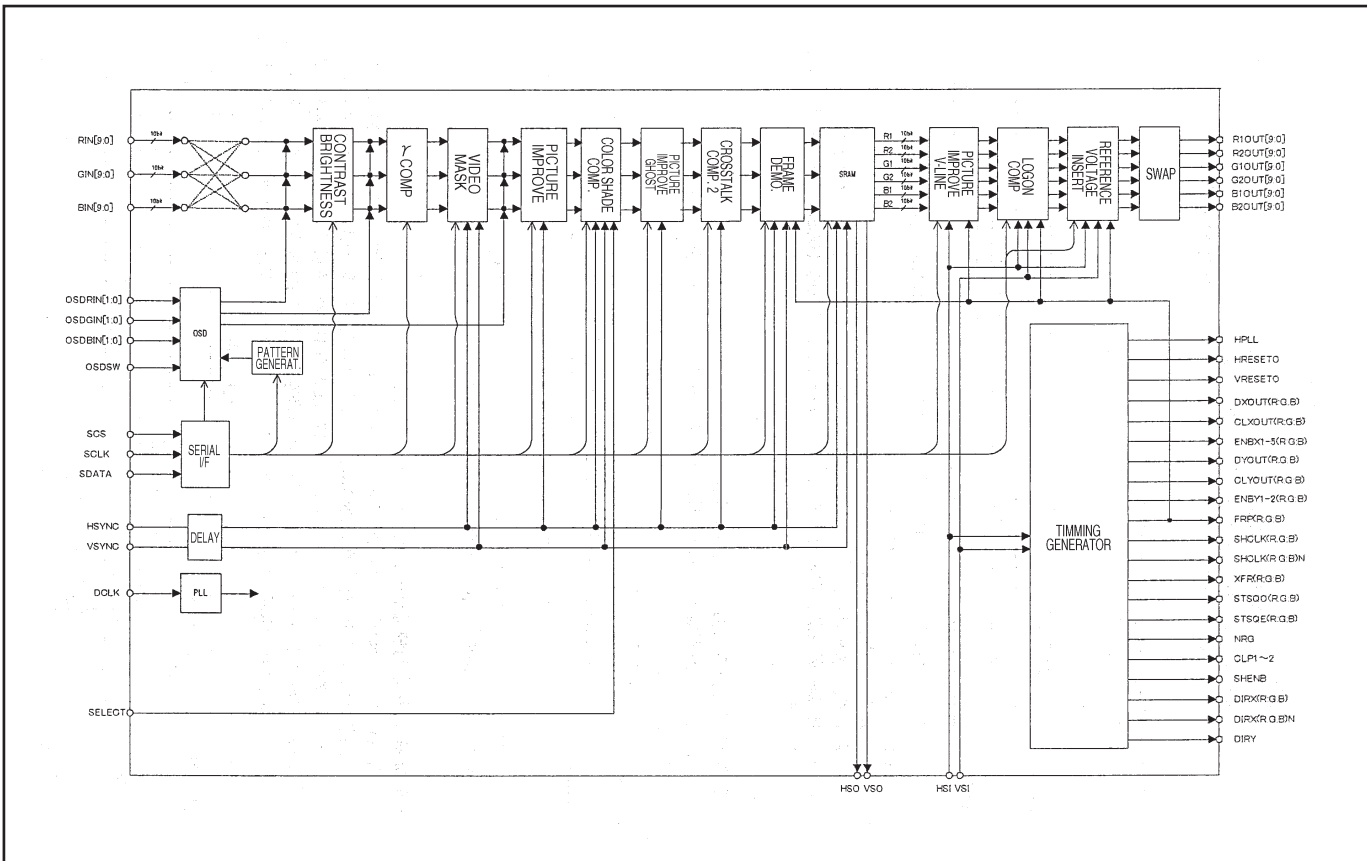 RIN[9:0]
GIN[9:0]
BIN[9:0]
10bit
10bit
10bit
CONTRAST
BRIGHTNESS
γ COMP
VIDEO
MASK
PICTURE
IMPROVE
COLOR SHADE
COMP.
PICTURE
IMPROVE
GHOST
CROSSTALK
COMP. 2
FRAME
DEMO.
SRAM
R1
R2
G1
G2
B1
B2
10bit
10bit
10bit
10bit
10bit
10bit
PICTURE
IMPROVE
V-LINE
LOGON
COMP
REFERENCE
VOLTAGE
INSERT
SWAP
R1OUT[9:0]
R2OUT[9:0]
G1OUT[9:0]
G2OUT[9:0]
B1OUT[9:0]
B2OUT[9:0]
OSDRIN[1:0]
OSDGIN[1:0]
OSDBIN[1:0]
OSDSW
OSD
PATTERN
GENERAT.
SCS
SCLK
SDATA
SERIAL
I/F
HSYNC
VSYNC
DELAY
DCLK
PLL
SELECT
TIMMING
GENERATOR
HPLL
HRESETO
VRESETO
DXOUT(R:G:B)
CLXOUT(R:G:B)
ENBX1-5(R:G:B)
DYOUT(R:G:B)
CLYOUT(R:G:B)
ENBY1-2(R:G:B)
FRP(R:G:B)
SHCLK(R:G:B)
SHCLK(R:G:B)N
XFR(R:G:B)
STSQO(R:G:B)
STSQE(R:G:B)
NRG
CLP1~2
SHENB
DIRX(R:G:B)
DIRX(R:G:B)N
DIRY
HSO VSO
HSI VSI